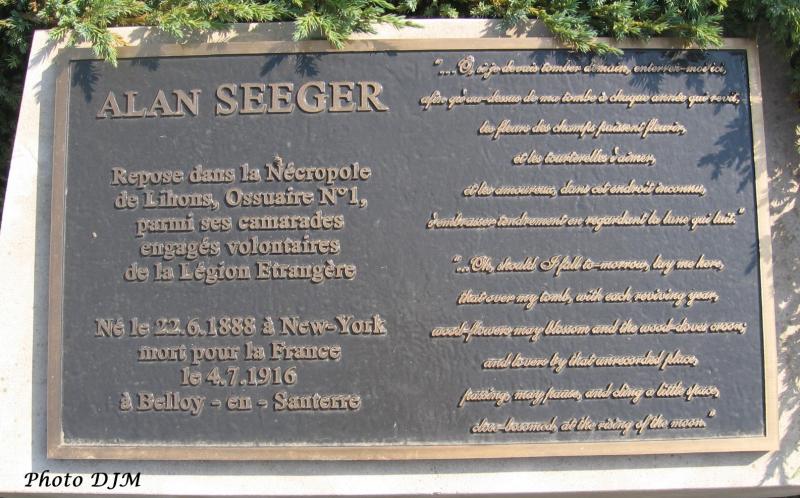 ALAN SEEGER
Repose dans la Nécropole
de Lihons, Ossuaire N°1,
parmi ses camarades
engagés volontaires
de la Légion Etrangère
Né le 22.6.1888 à New-York
mort pour la France
le 4.7.1916
à Belloy - en - Santerre
"...O, si je devais tomber demain, enterrez-moi ici,
afin qu'au-dessus de ma tombe à chaque année qui revit,
les fleurs des champs puissent fleurir,
et les tourterelles s'aimer,
et les amoureux, dans cet endroit inconnu,
s'embrasser tendrement en regardant la lune qui luit."
"...Oh, should I fall to-morrow, lay me here,
that over my tomb, with each reviving year,
wood-flowers may blossom and the wood-doves croon;
and lovers by that unrecorded place,
passing, may pause, and cling a little space,
close-bosomed, at the rising of the moon."
Photo DJM